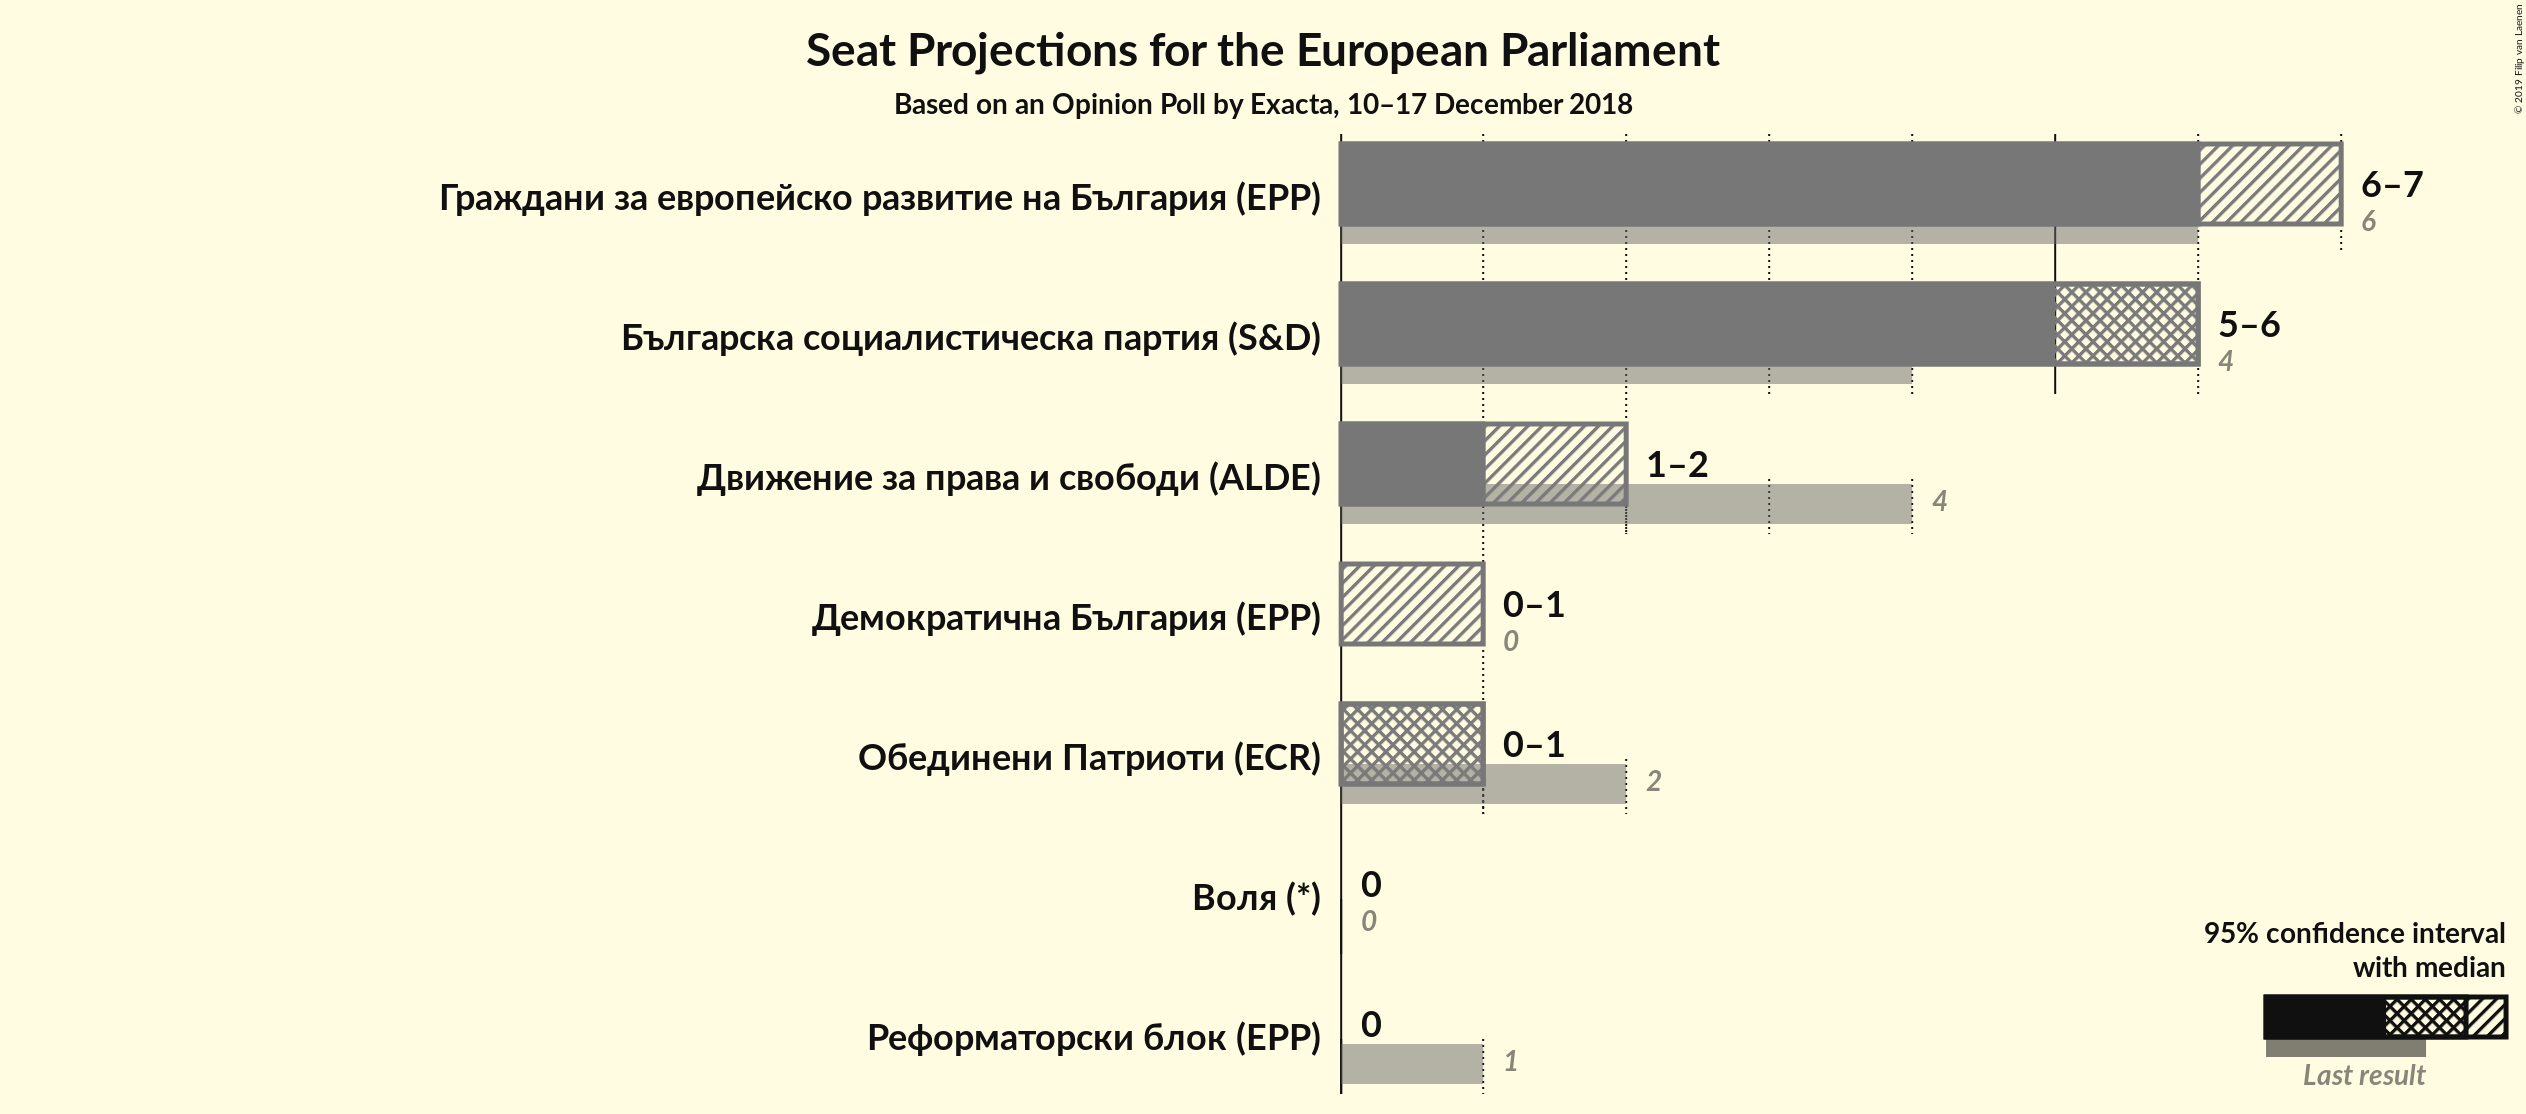 Seat Projections for the European Parliament
Based on an Opinion Poll by Exacta, 10–17 December 2018
© 2019 Filip van Laenen
Граждани за европейско развитие на България (EPP)
6–7
6
Българска социалистическа партия (S&D)
5–6
4
Движение за права и свободи (ALDE)
1–2
4
Демократична България (EPP)
0–1
0
Обединени Патриоти (ECR)
0–1
2
Воля (*)
0
0
Реформаторски блок (EPP)
0
1
95% confidence interval
with median
Last result